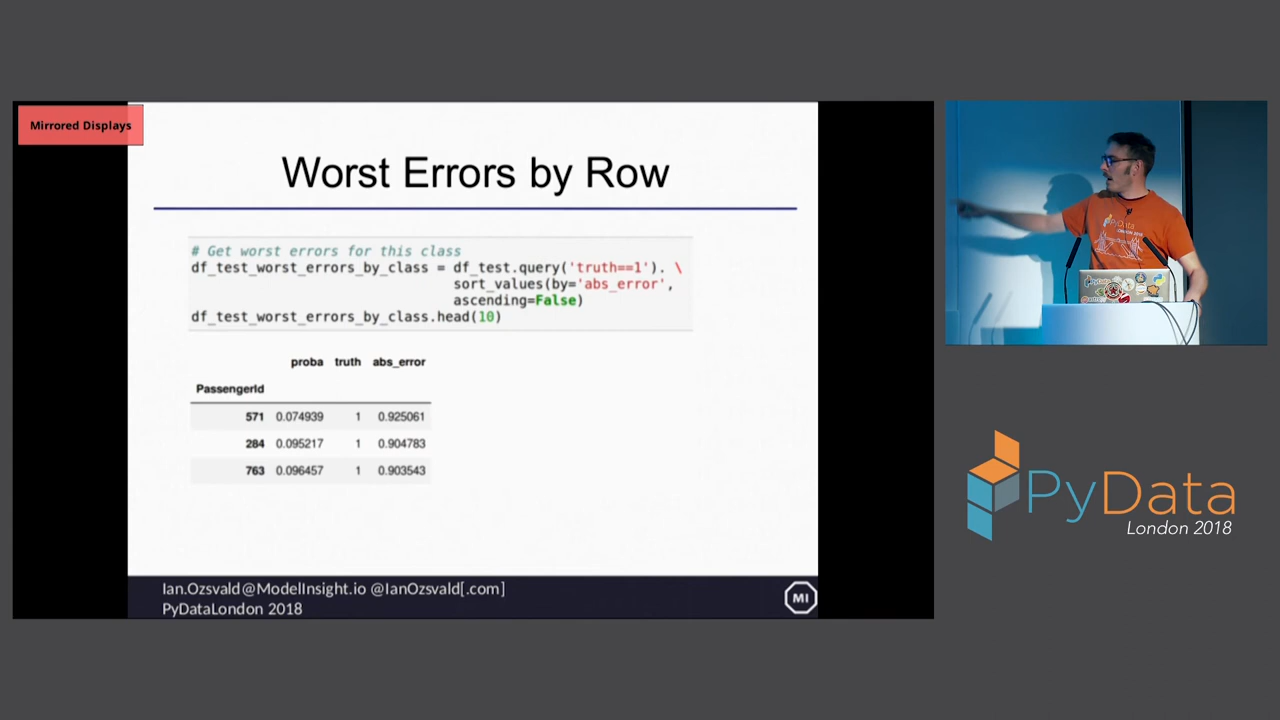 Mirrored Displays
Worst Errors by Row
# Get worst errors for this class
df_test_worst_errors_by_class = df_test.query('truth==1'). \
sort_values(by='abs_error',
ascending=False)
df_test_worst_errors_by_class.head(10)
proba truth abs_error
PassengerId
571 0.074939 1 0.925061
284 0.095217 1 0.904783
763 0.096457 1 0.903543
Ian.Ozsvald@ModelInsight.io @IanOzsvald[.com]
PyDataLondon 2018
MI
PyData
PyData
London 2018